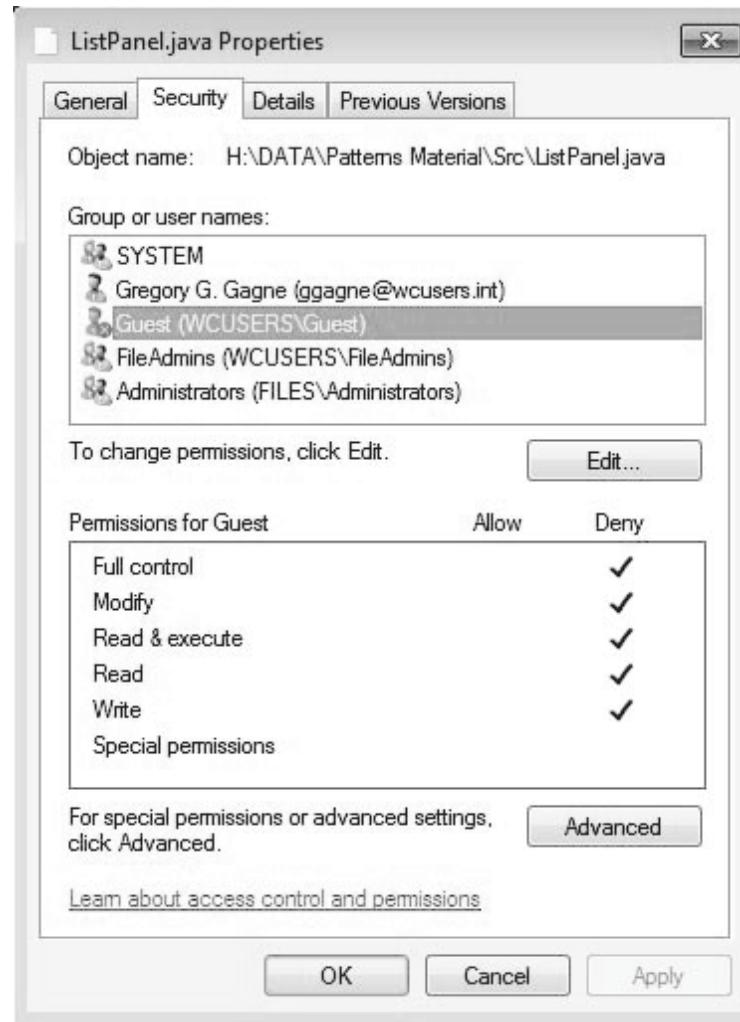 ListPanel.java Properties
General Security Details Previous Versions
Object name: H:\DATA\Patterns Material\Src\ListPanel.java
Group or user names:
SYSTEM
Gregory G. Gagne (ggagne@wcusers.int)
Guest (WCUSERS\Guest)
FileAdmins (WCUSERS\FileAdmins)
Administrators (FILES\Administrators)
To change permissions, click Edit. Edit...
Permissions for Guest Allow Deny
Full control
Modify
Read & execute
Read
Write
Special permissions
For special permissions or advanced settings,
click Advanced. Advanced
Learn about access control and permissions
OK Cancel Apply